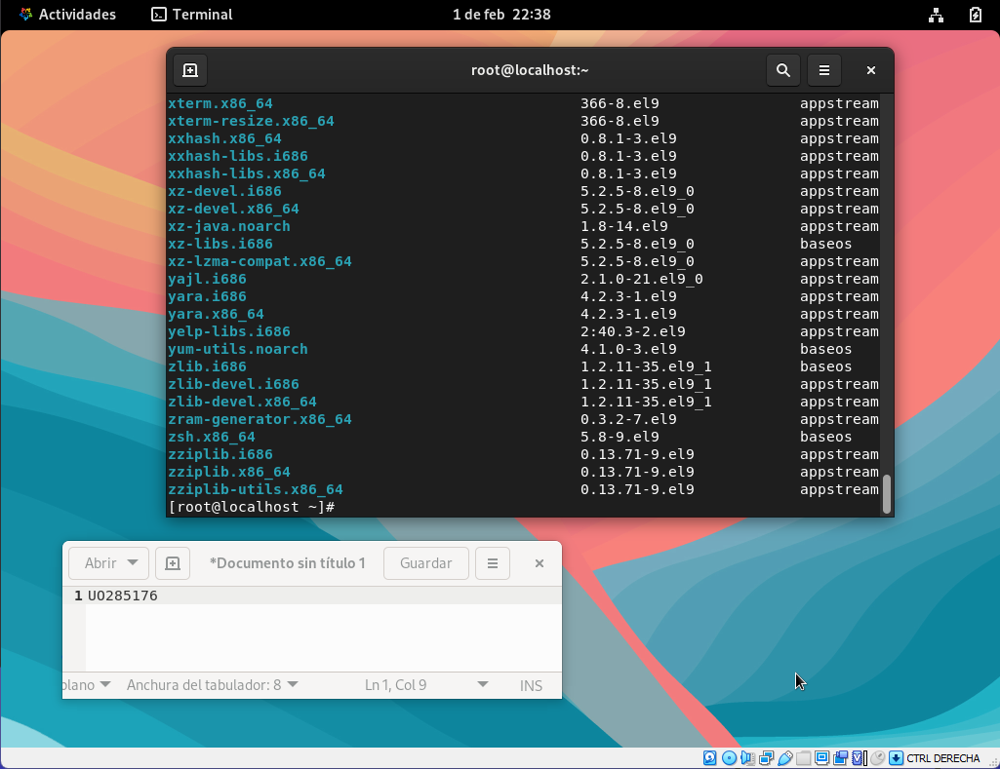 Actividades Terminal 1 de feb 22:38
root@localhost:~
xterm.x86_64 366-8.el9 appstream
xterm-resize.x86_64 366-8.el9 appstream
xxhash.x86_64 0.8.1-3.el9 appstream
xxhash-libs.i686 0.8.1-3.el9 appstream
xxhash-libs.x86_64 0.8.1-3.el9 appstream
xz-devel.i686 5.2.5-8.el9_0 appstream
xz-devel.x86_64 5.2.5-8.el9_0 appstream
xz-java.noarch 1.8-14.el9 appstream
xz-libs.i686 5.2.5-8.el9_0 baseos
xz-lzma-compat.x86_64 5.2.5-8.el9_0 appstream
yajl.i686 2.1.0-21.el9_0 appstream
yara.i686 4.2.3-1.el9 appstream
yara.x86_64 4.2.3-1.el9 appstream
yelp-libs.i686 2:40.3-2.el9 appstream
yum-utils.noarch 4.1.0-3.el9 baseos
zlib.i686 1.2.11-35.el9_1 baseos
zlib-devel.i686 1.2.11-35.el9_1 appstream
zlib-devel.x86_64 1.2.11-35.el9_1 appstream
zram-generator.x86_64 0.3.2-7.el9 appstream
zsh.x86_64 5.8-9.el9 baseos
zziplib.i686 0.13.71-9.el9 appstream
zziplib.x86_64 0.13.71-9.el9 appstream
zziplib-utils.x86_64 0.13.71-9.el9 appstream
[root@localhost ~]#
Abrir *Documento sin título 1 Guardar
1 UO285176
plano Anchura del tabulador: 8 Ln 1, Col 9 INS
CTRL DERECHA